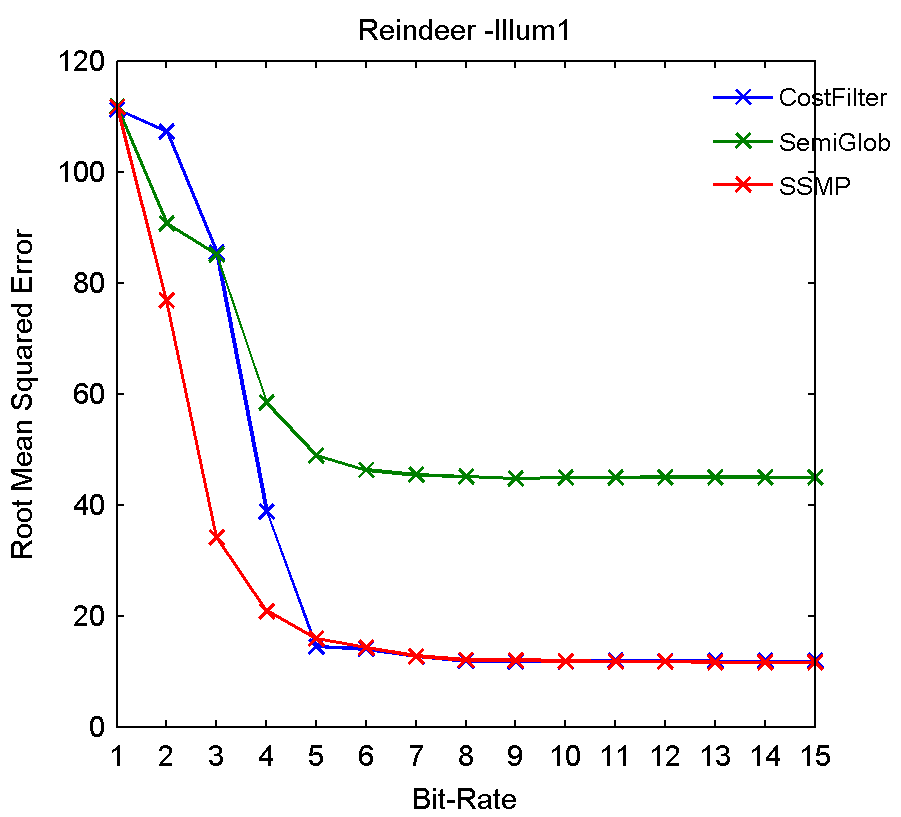 Reindeer -Illum1
120
100
80
60
40
20
0
Root Mean Squared Error
CostFilter
SemiGlob
SSMP
1 2 3 4 5 6 7 8 9 10 11 12 13 14 15
Bit-Rate